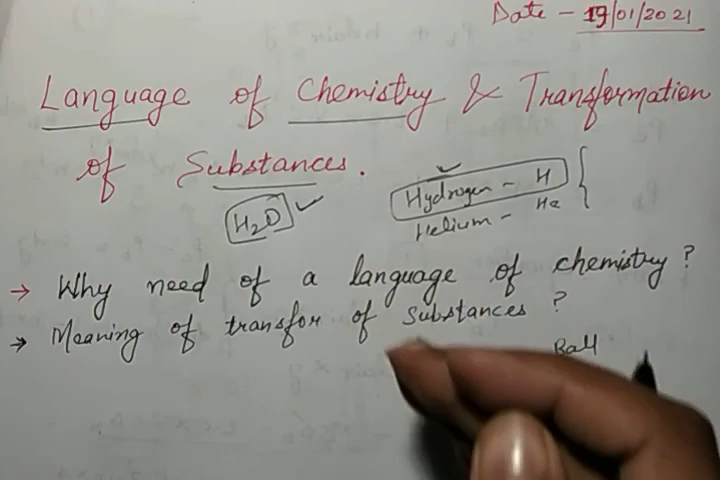 Date - 19/01/2021
Language of Chemistry & Transformation
of Substances.
H2O
Hydrogen - H
Helium - He
→ Why need of a language of chemistry?
→ Meaning of transfor of substances ?
Ball